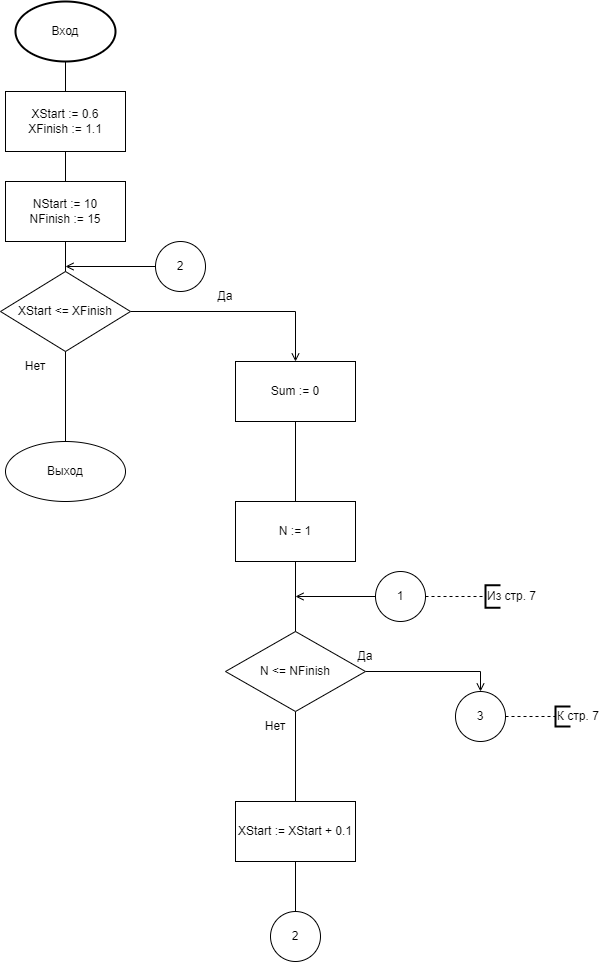 Вход
XStart := 0.6
XFinish := 1.1
NStart := 10
NFinish := 15
2
XStart <= XFinish
Да
Нет
Sum := 0
Выход
N := 1
1
Из стр. 7
N <= NFinish
Да
3
К стр. 7
Нет
XStart := XStart + 0.1
2